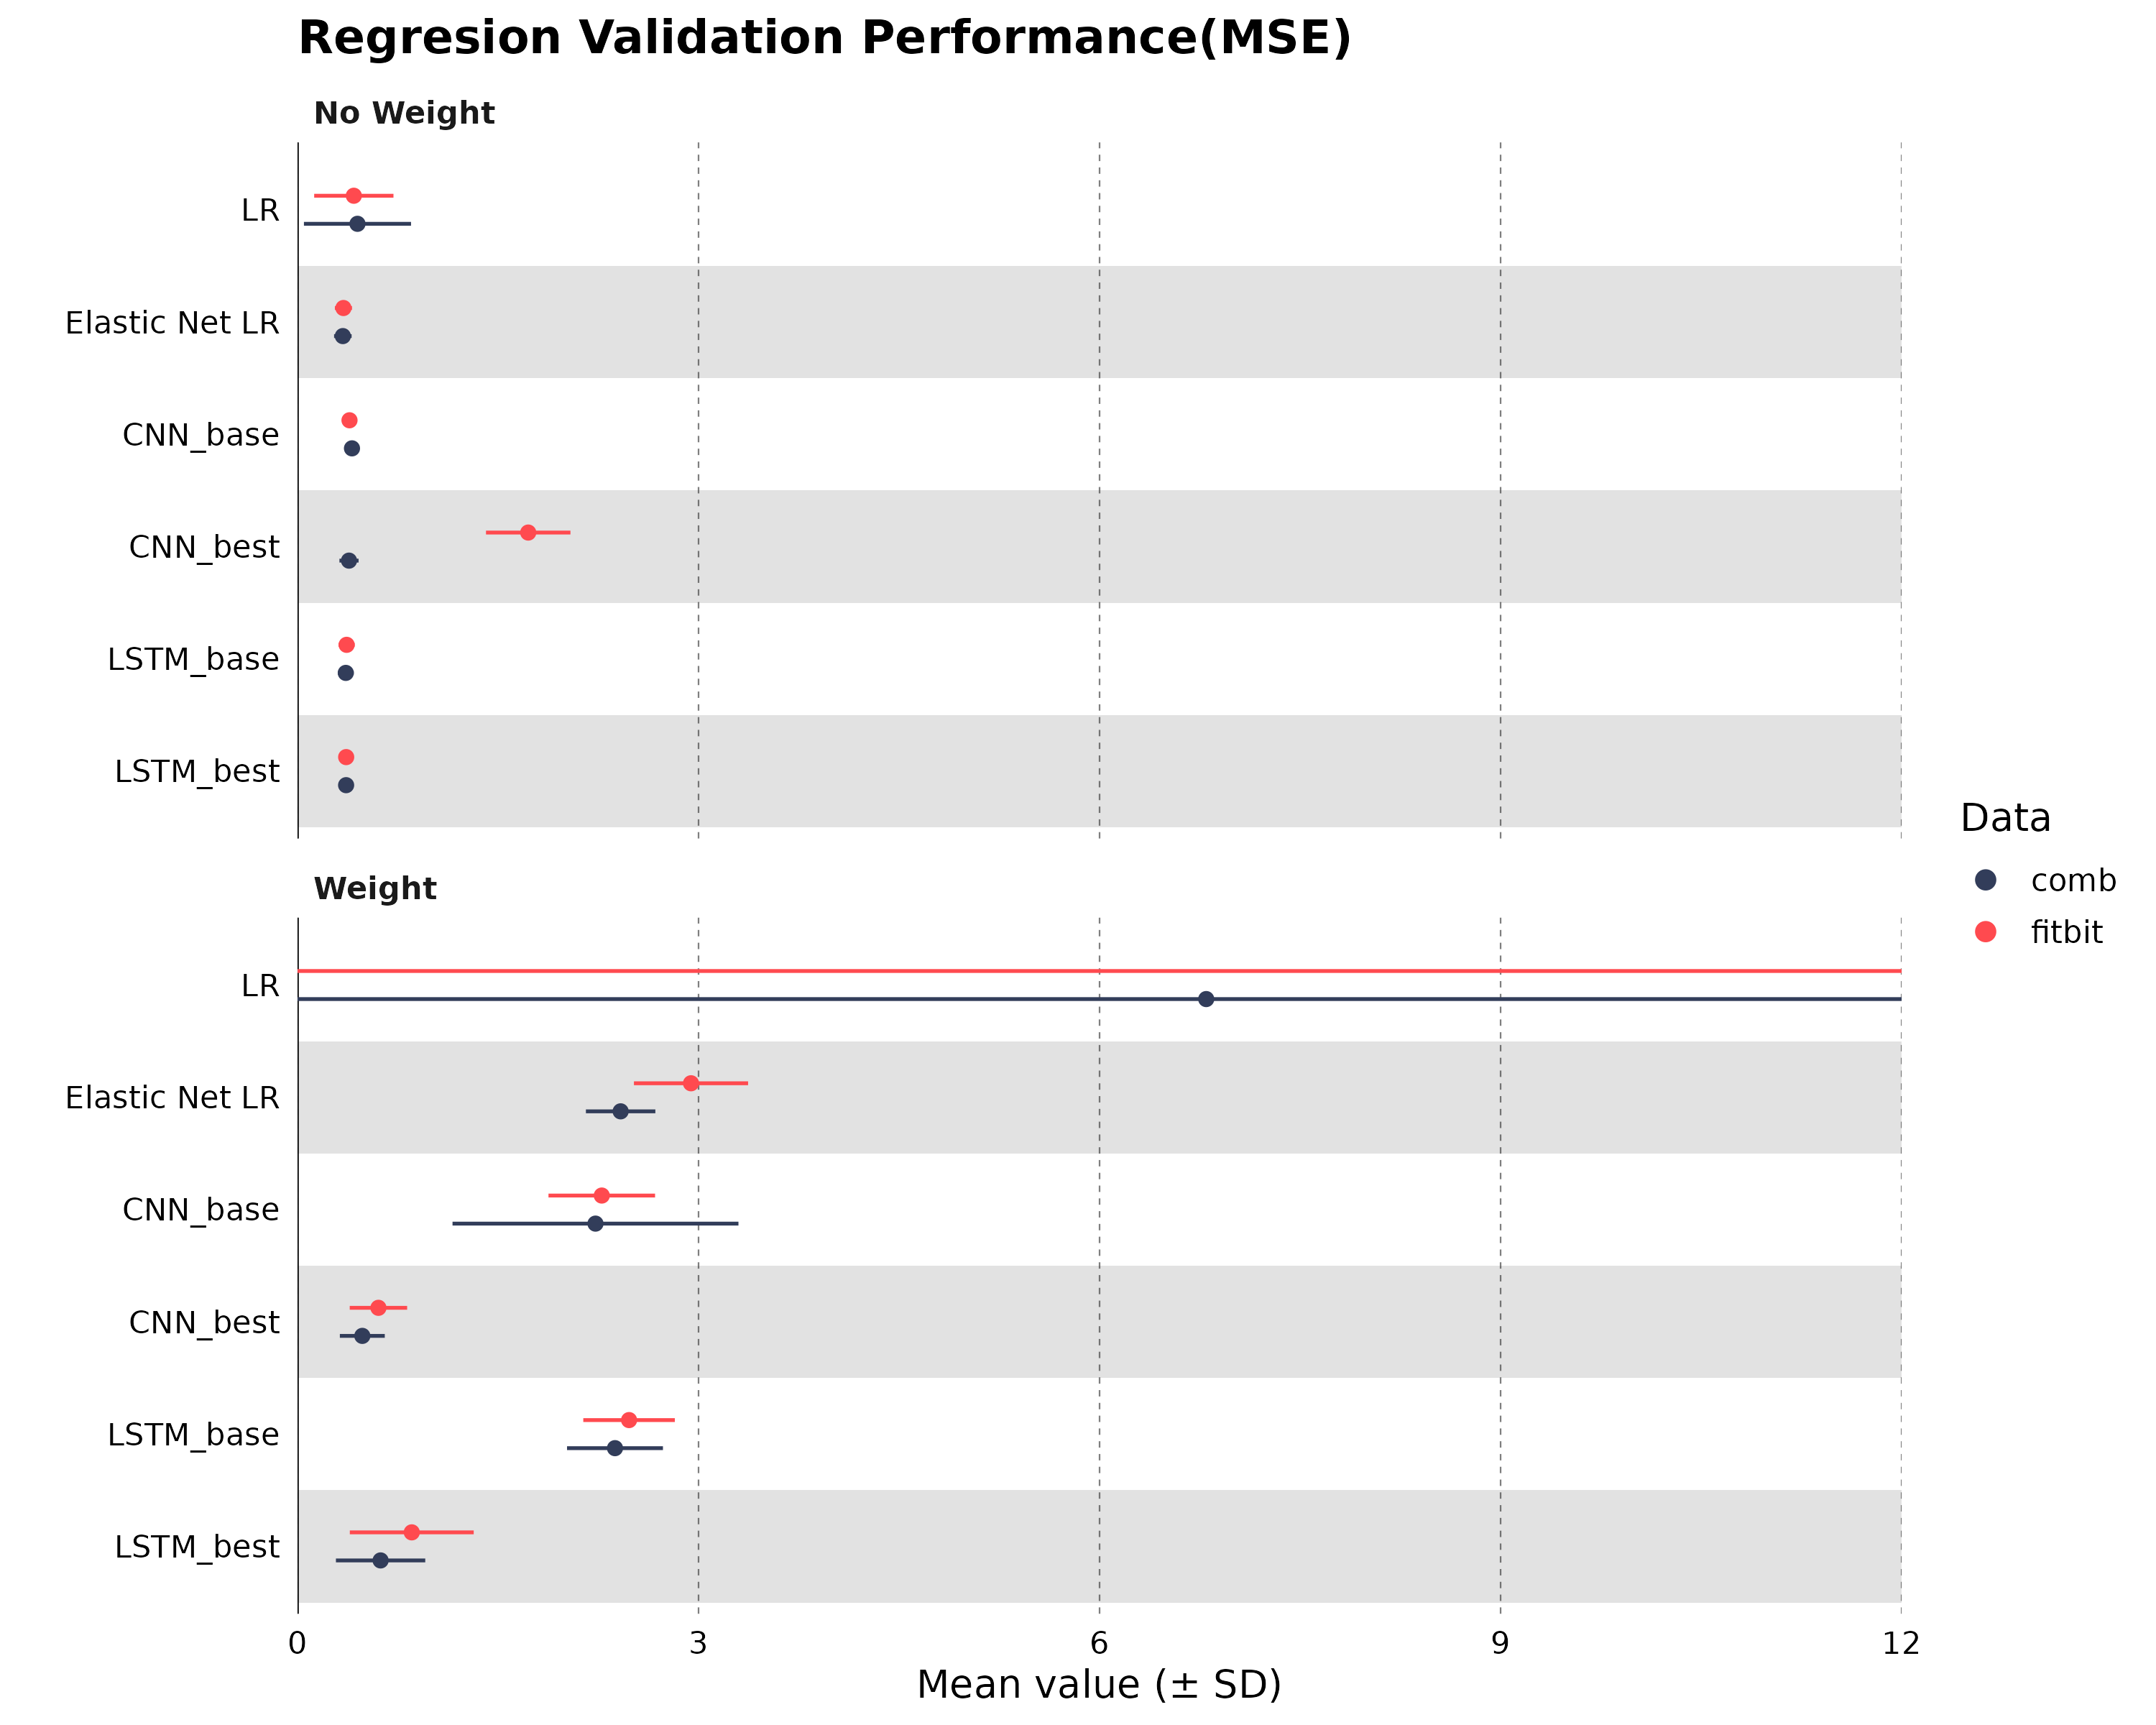 Regresion Validation Performance(MSE)
No Weight
LR
Elastic Net LR
CNN_base
CNN_best
LSTM_base
LSTM_best
Weight
LR
Elastic Net LR
CNN_base
CNN_best
LSTM_base
LSTM_best
0 3 6 9 12
Mean value (± SD)
Data
comb
fitbit